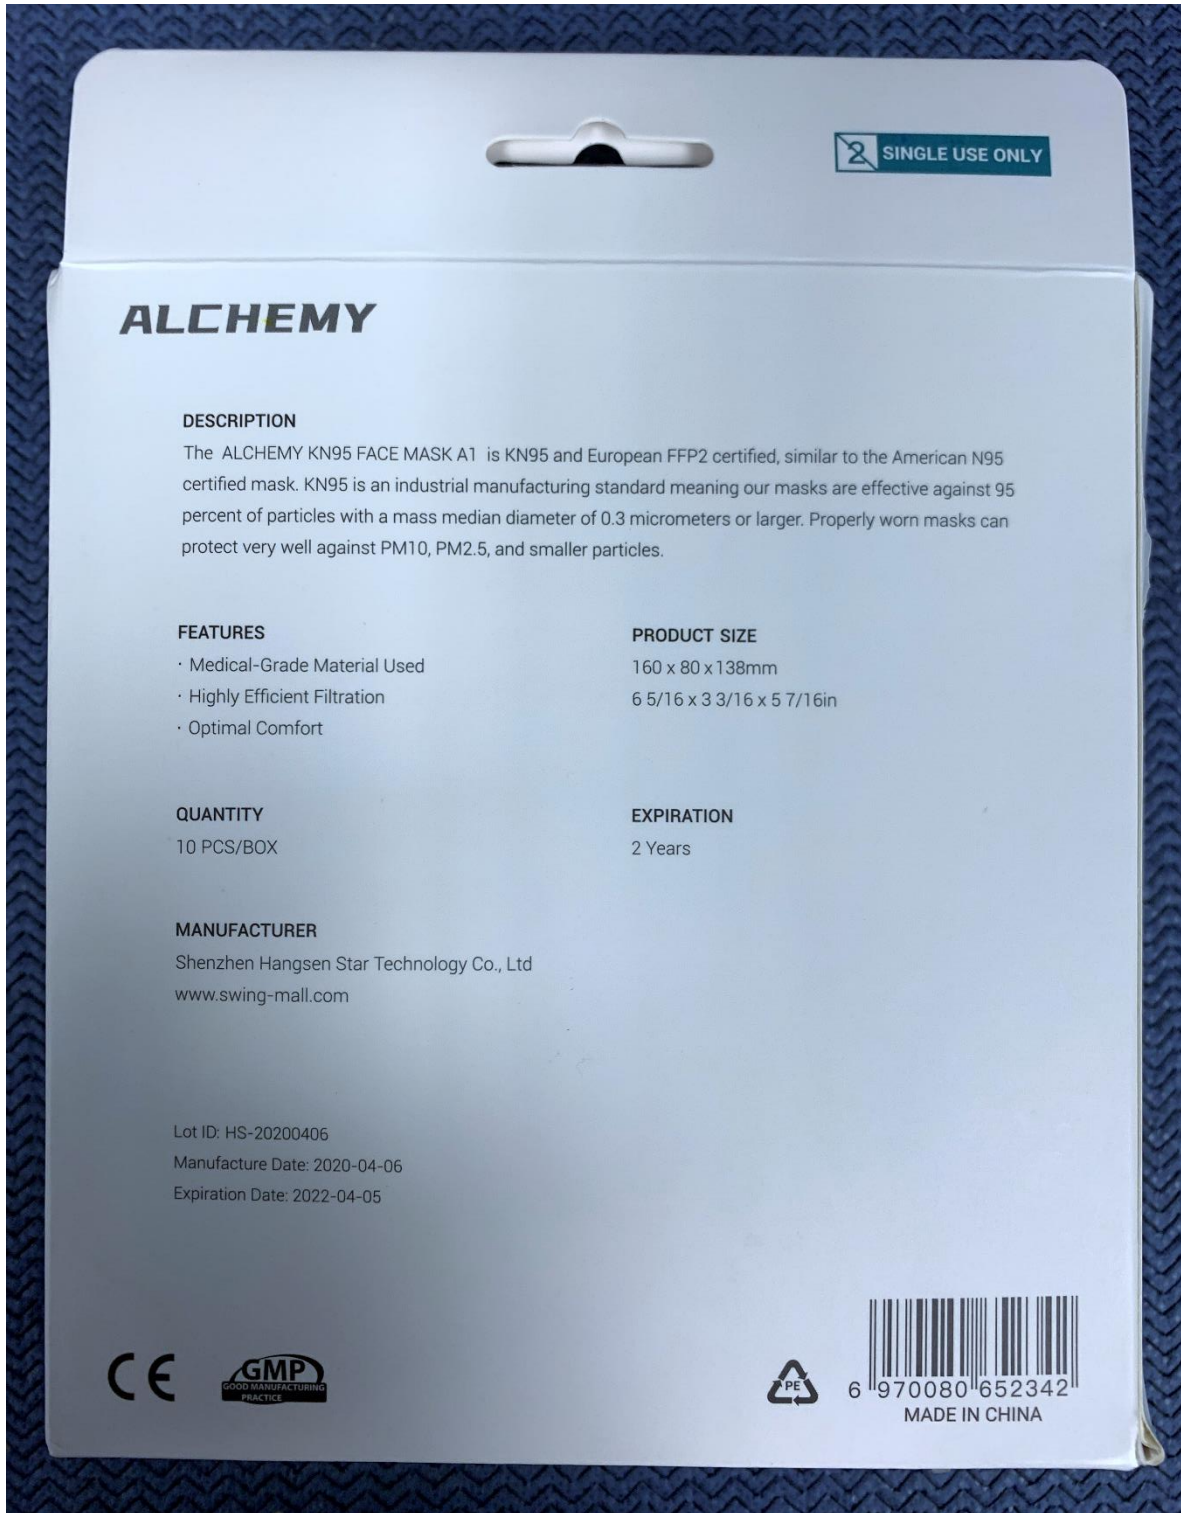 2 SINGLE USE ONLY
ALCHEMY
DESCRIPTION
The ALCHEMY KN95 FACE MASK A1 is KN95 and European FFP2 certified, similar to the American N95
certified mask. KN95 is an industrial manufacturing standard meaning our masks are effective against 95
percent of particles with a mass median diameter of 0.3 micrometers or larger. Properly worn masks can
protect very well against PM10, PM2.5, and smaller particles.
FEATURES
· Medical-Grade Material Used
· Highly Efficient Filtration
· Optimal Comfort
PRODUCT SIZE
160 x 80 x 138mm
6 5/16 x 3 3/16 x 5 7/16in
QUANTITY
10 PCS/BOX
EXPIRATION
2 Years
MANUFACTURER
Shenzhen Hangsen Star Technology Co., Ltd
www.swing-mall.com
Lot ID: HS-20200406
Manufacture Date: 2020-04-06
Expiration Date: 2022-04-05
CE
GMP
GOOD MANUFACTURING
PRACTICE
PE
6 970080 652342
MADE IN CHINA